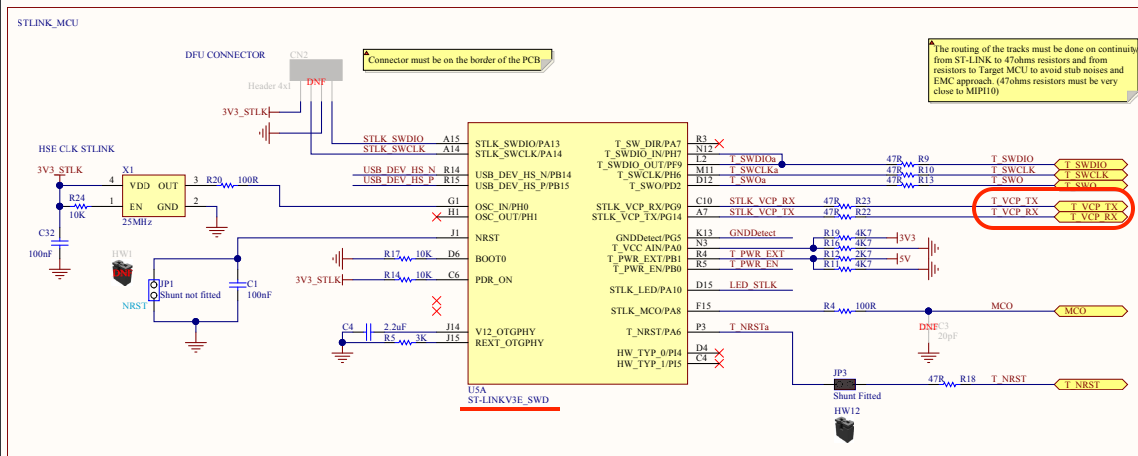 STLINK_MCU
DFU CONNECTOR
CN2
DNF
Header 4x1
Connector must be on the border of the PCB
The routing of the tracks must be done on continuity
from ST-LINK to 47ohms resistors and from
resistors to Target MCU to avoid stub noises and
EMC approach. (47ohms resistors must be very
close to MIPI10)
3V3_STLK
HSE CLK STLINK
3V3_STLK
X1
4 VDD OUT 3
1 EN GND 2
25MHz
R24
10K
R20 100R
C32
100nF
HW1
DNF
JP1
Shunt not fitted
NRST
C1
100nF
R17 10K
3V3_STLK R14 10K
C4 2.2uF
R5 3K
STLK_SWDIO A15 STLK_SWDIO/PA13
STLK_SWCLK A14 STLK_SWCLK/PA14
USB_DEV_HS_N R14 USB_DEV_HS_N/PB14
USB_DEV_HS_P R15 USB_DEV_HS_P/PB15
G1 OSC_IN/PH0
H1 OSC_OUT/PH1
J1 NRST
D6 BOOT0
C6 PDR_ON
J14 V12_OTGPHY
J15 REXT_OTGPHY
T_SW_DIR/PA7 R3
T_SWDIO_IN/PH7 N12
T_SWDIO_OUT/PF9 L2 T_SWDIOa 47R R9 T_SWDIO T_SWDIO
T_SWCLK/PH6 M11 T_SWCLKa 47R R10 T_SWCLK T_SWCLK
T_SWO/PD2 D12 T_SWOa 47R R13 T_SWO T_SWO
STLK_VCP_RX/PG9 C10 STLK_VCP_RX 47R R23 T_VCP_TX T_VCP_TX
STLK_VCP_TX/PG14 A7 STLK_VCP_TX 47R R22 T_VCP_RX T_VCP_RX
GNDDetect/PG5 K13 GNDDetect R19 4K7 3V3
T_VCC_AIN/PA0 N3 R16 4K7
T_PWR_EXT/PB1 R4 T_PWR_EXT R12 2K7 5V
T_PWR_EN/PB0 R5 T_PWR_EN R11 4K7
STLK_LED/PA10 D15 LED_STLK
STLK_MCO/PA8 F15 R4 100R MCO MCO
DNF C3
20pF
T_NRST/PA6 P3 T_NRSTa
HW_TYP_0/PI4 D4
HW_TYP_1/PI5 C4
JP3
Shunt Fitted
47R R18 T_NRST T_NRST
HW12
U5A
ST-LINKV3E_SWD